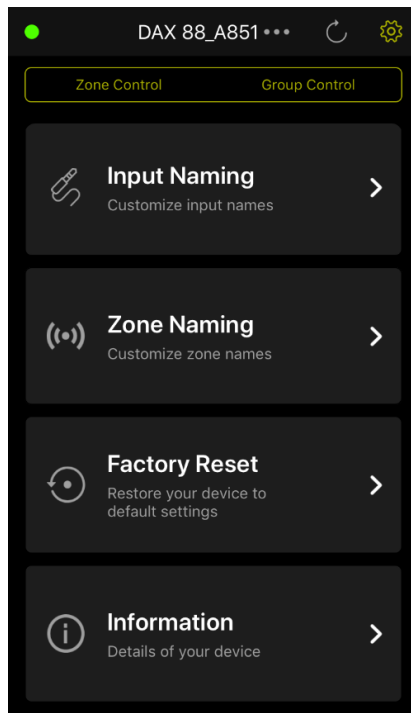 DAX 88_A851•••
Zone Control Group Control
Input Naming
Customize input names
Zone Naming
Customize zone names
Factory Reset
Restore your device to
default settings
Information
Details of your device